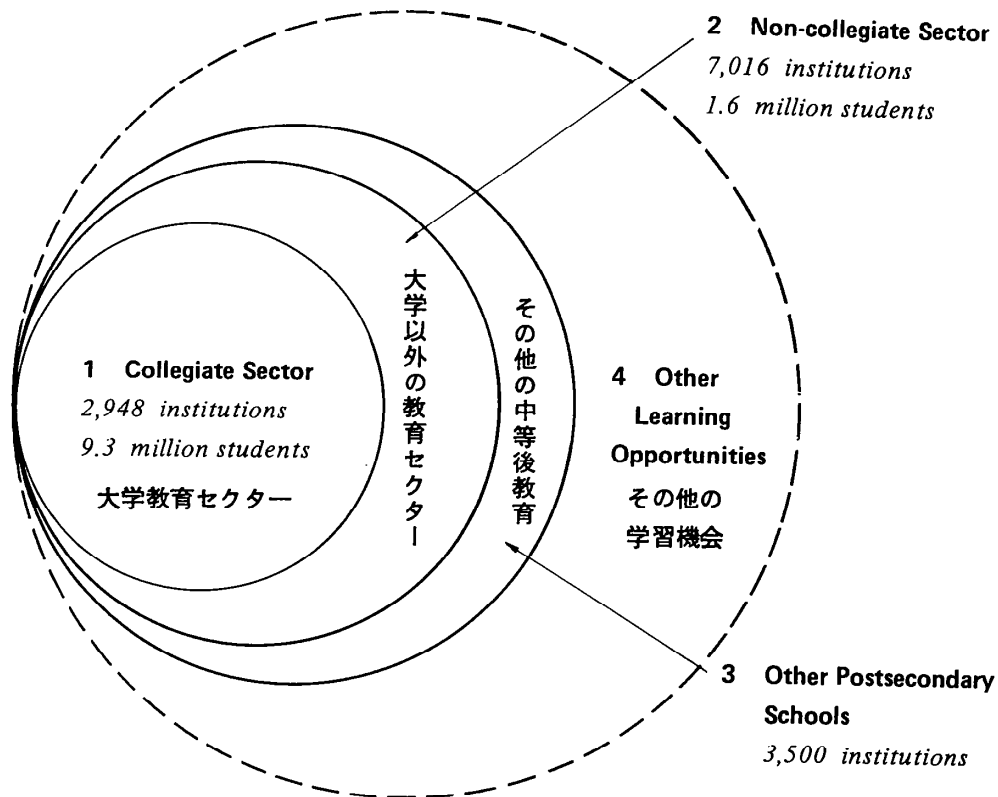 2 Non-collegiate Sector
7,016 institutions
1.6 million students
大学以外の教育セクター
その他の中等後教育
1 Collegiate Sector
2,948 institutions
9.3 million students
大学教育セクター
4 Other
Learning
Opportunities
その他の
学習機会
3 Other Postsecondary
Schools
3,500 institutions